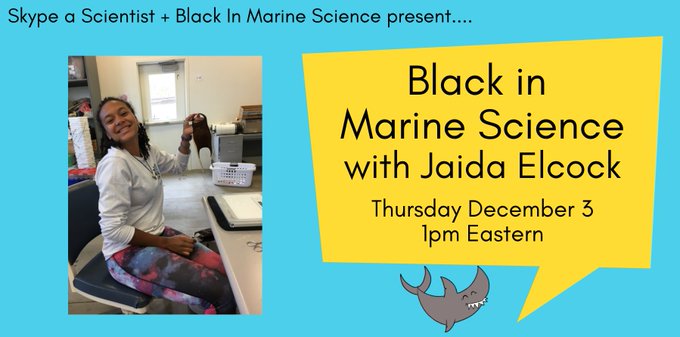 Skype a Scientist + Black In Marine Science present....
Black in
Marine Science
with Jaida Elcock
Thursday December 3
1pm Eastern